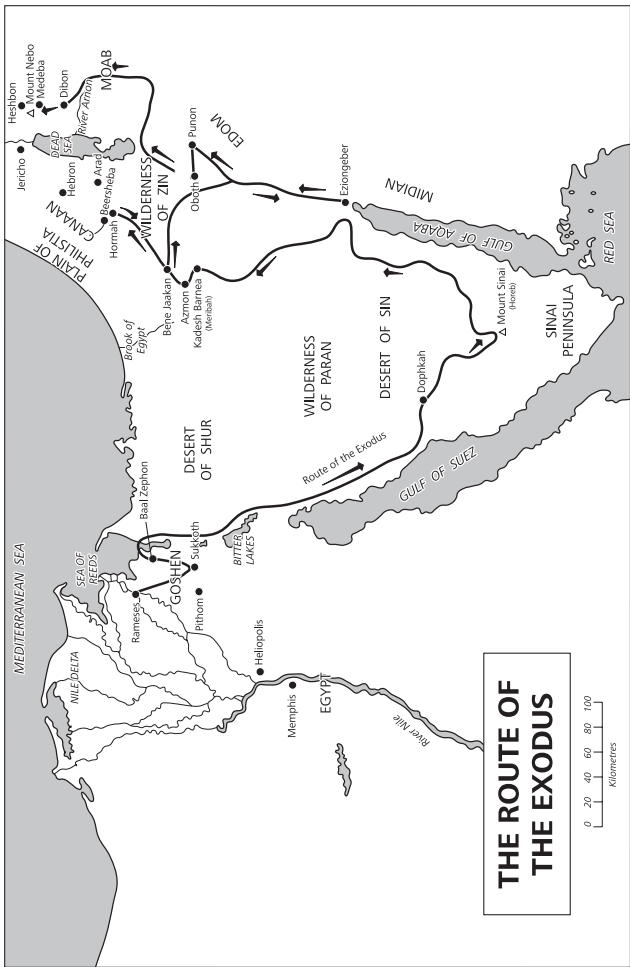 MEDITERRANEAN SEA
NILE DELTA
SEA OF
REEDS
Rameses
Baal Zephon
GOSHEN
Sukkoth
Pithom
BITTER
LAKES
Heliopolis
Memphis
EGYPT
River Nile
DESERT
OF SHUR
Brook of
Egypt
PLAIN OF
PHILISTIA
CANAAN
Hormah
Beersheba
Arad
Hebron
Jericho
DEAD
SEA
River Arnon
Heshbon
Mount Nebo
Medeba
Dibon
MOAB
WILDERNESS
OF ZIN
Bene Jaakan
Azmon
Kadesh Barnea
(Meribah)
Oboth
Punon
EDOM
Eziongeber
MIDIAN
GULF OF AQABA
WILDERNESS
OF PARAN
DESERT OF SIN
Route of the Exodus
Dophkah
GULF OF SUEZ
Mount Sinai
(Horeb)
SINAI
PENINSULA
RED SEA
THE ROUTE OF
THE EXODUS
0 20 40 60 80 100
Kilometres